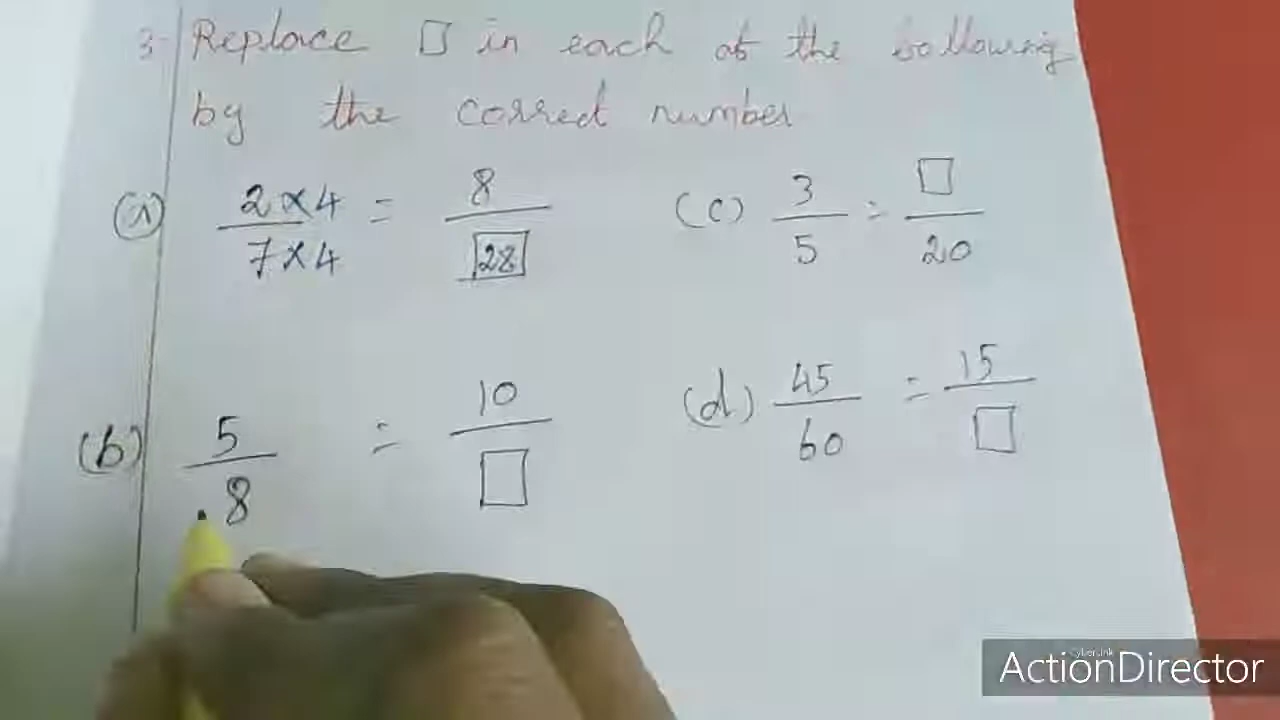 3. Replace □ in each of the following
by the correct number
(a) 2×4/7×4 = 8/28
(c) 3/5 = □/20
(b) 5/8 = 10/□
(d) 45/60 = 15/□
CyberLink
ActionDirector